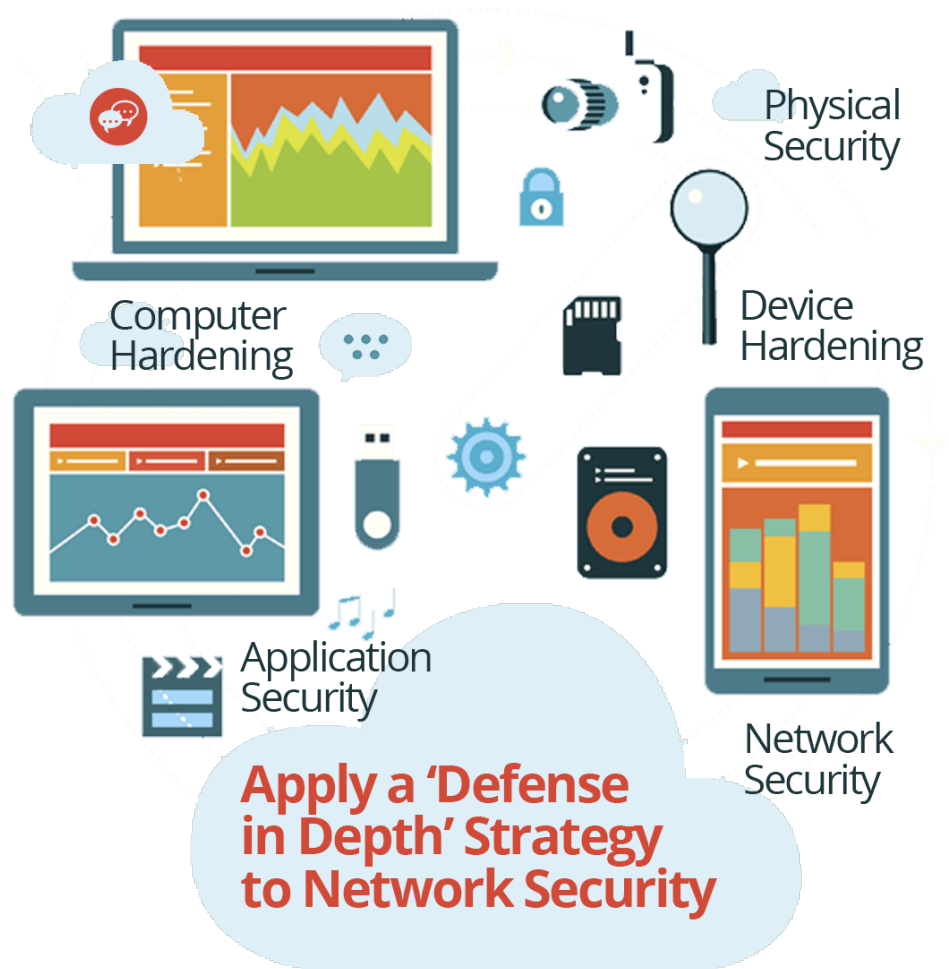 Physical
Security
Computer
Hardening
Device
Hardening
Application
Security
Network
Security
Apply a ‘Defense
in Depth’ Strategy
to Network Security